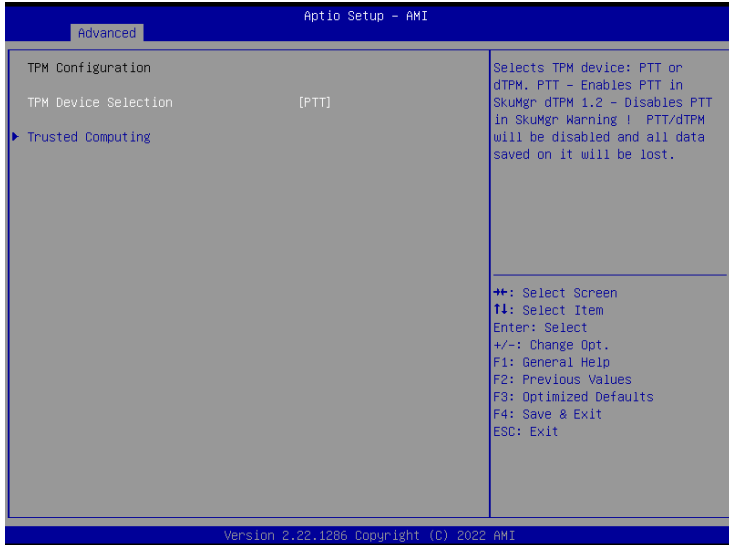 Aptio Setup – AMI
Advanced
TPM Configuration
TPM Device Selection [PTT]
Trusted Computing
Selects TPM device: PTT or
dTPM. PTT – Enables PTT in
SkuMgr dTPM 1.2 – Disables PTT
in SkuMgr Warning ! PTT/dTPM
will be disabled and all data
saved on it will be lost.
→←: Select Screen
↑↓: Select Item
Enter: Select
+/-: Change Opt.
F1: General Help
F2: Previous Values
F3: Optimized Defaults
F4: Save & Exit
ESC: Exit
Version 2.22.1286 Copyright (C) 2022 AMI